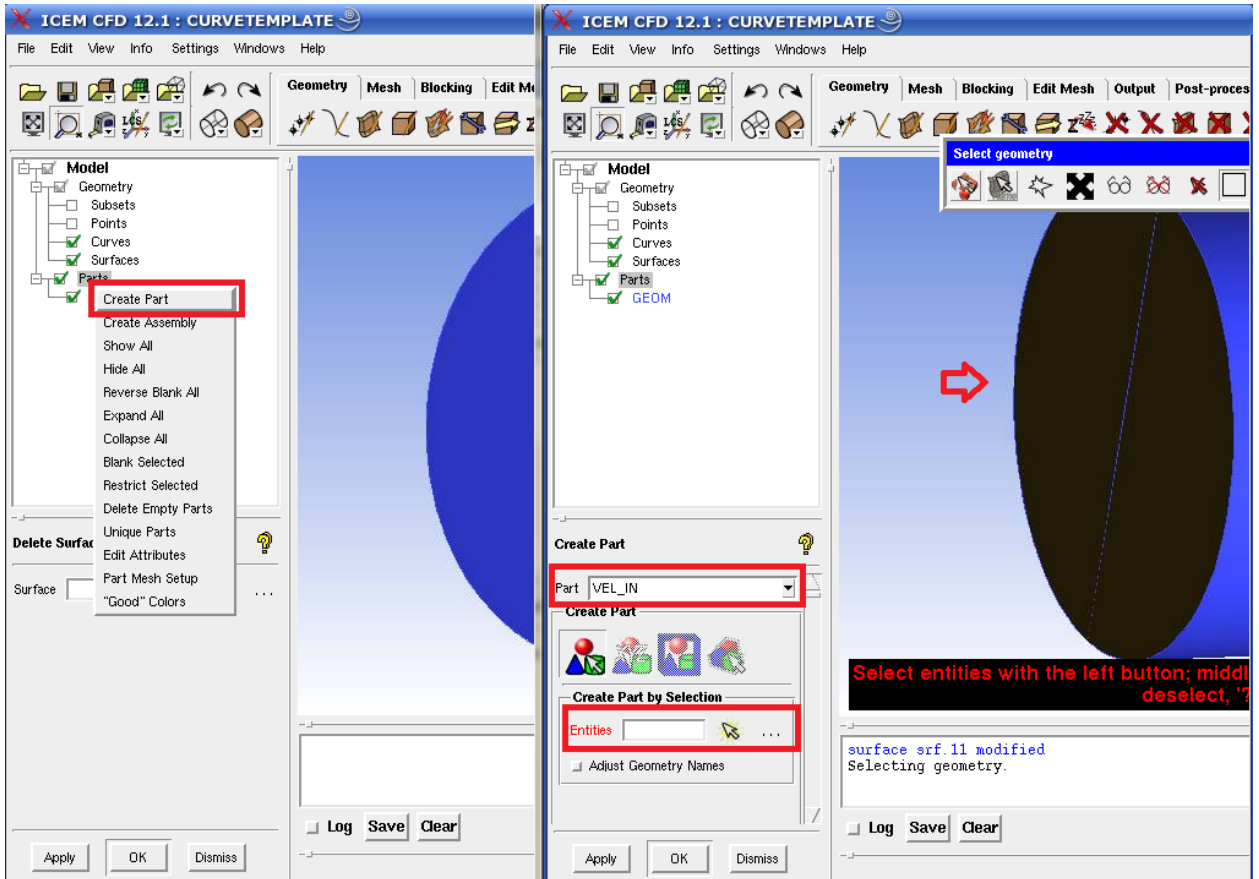 ICEM CFD 12.1 : CURVETEMPLATE
File Edit View Info Settings Windows Help
Geometry Mesh Blocking
Model
Geometry
Subsets
Points
Curves
Surfaces
Parts
Create Part
Create Assembly
Show All
Hide All
Reverse Blank All
Expand All
Collapse All
Blank Selected
Restrict Selected
Delete Empty Parts
Unique Parts
Edit Attributes
Part Mesh Setup
"Good" Colors
Delete
Surface
...
Log Save Clear
Apply OK Dismiss
ICEM CFD 12.1 : CURVETEMPLATE
File Edit View Info Settings Windows Help
Geometry Mesh Blocking Edit Mesh Output
Select geometry
Model
Geometry
Subsets
Points
Curves
Surfaces
Parts
GEOM
Create Part
Part VEL_IN
Create Part
Create Part by Selection
Entities ...
Adjust Geometry Names
Select entities with the left button;
deselect,
surface srf.11 modified
Selecting geometry.
Log Save Clear
Apply OK Dismiss